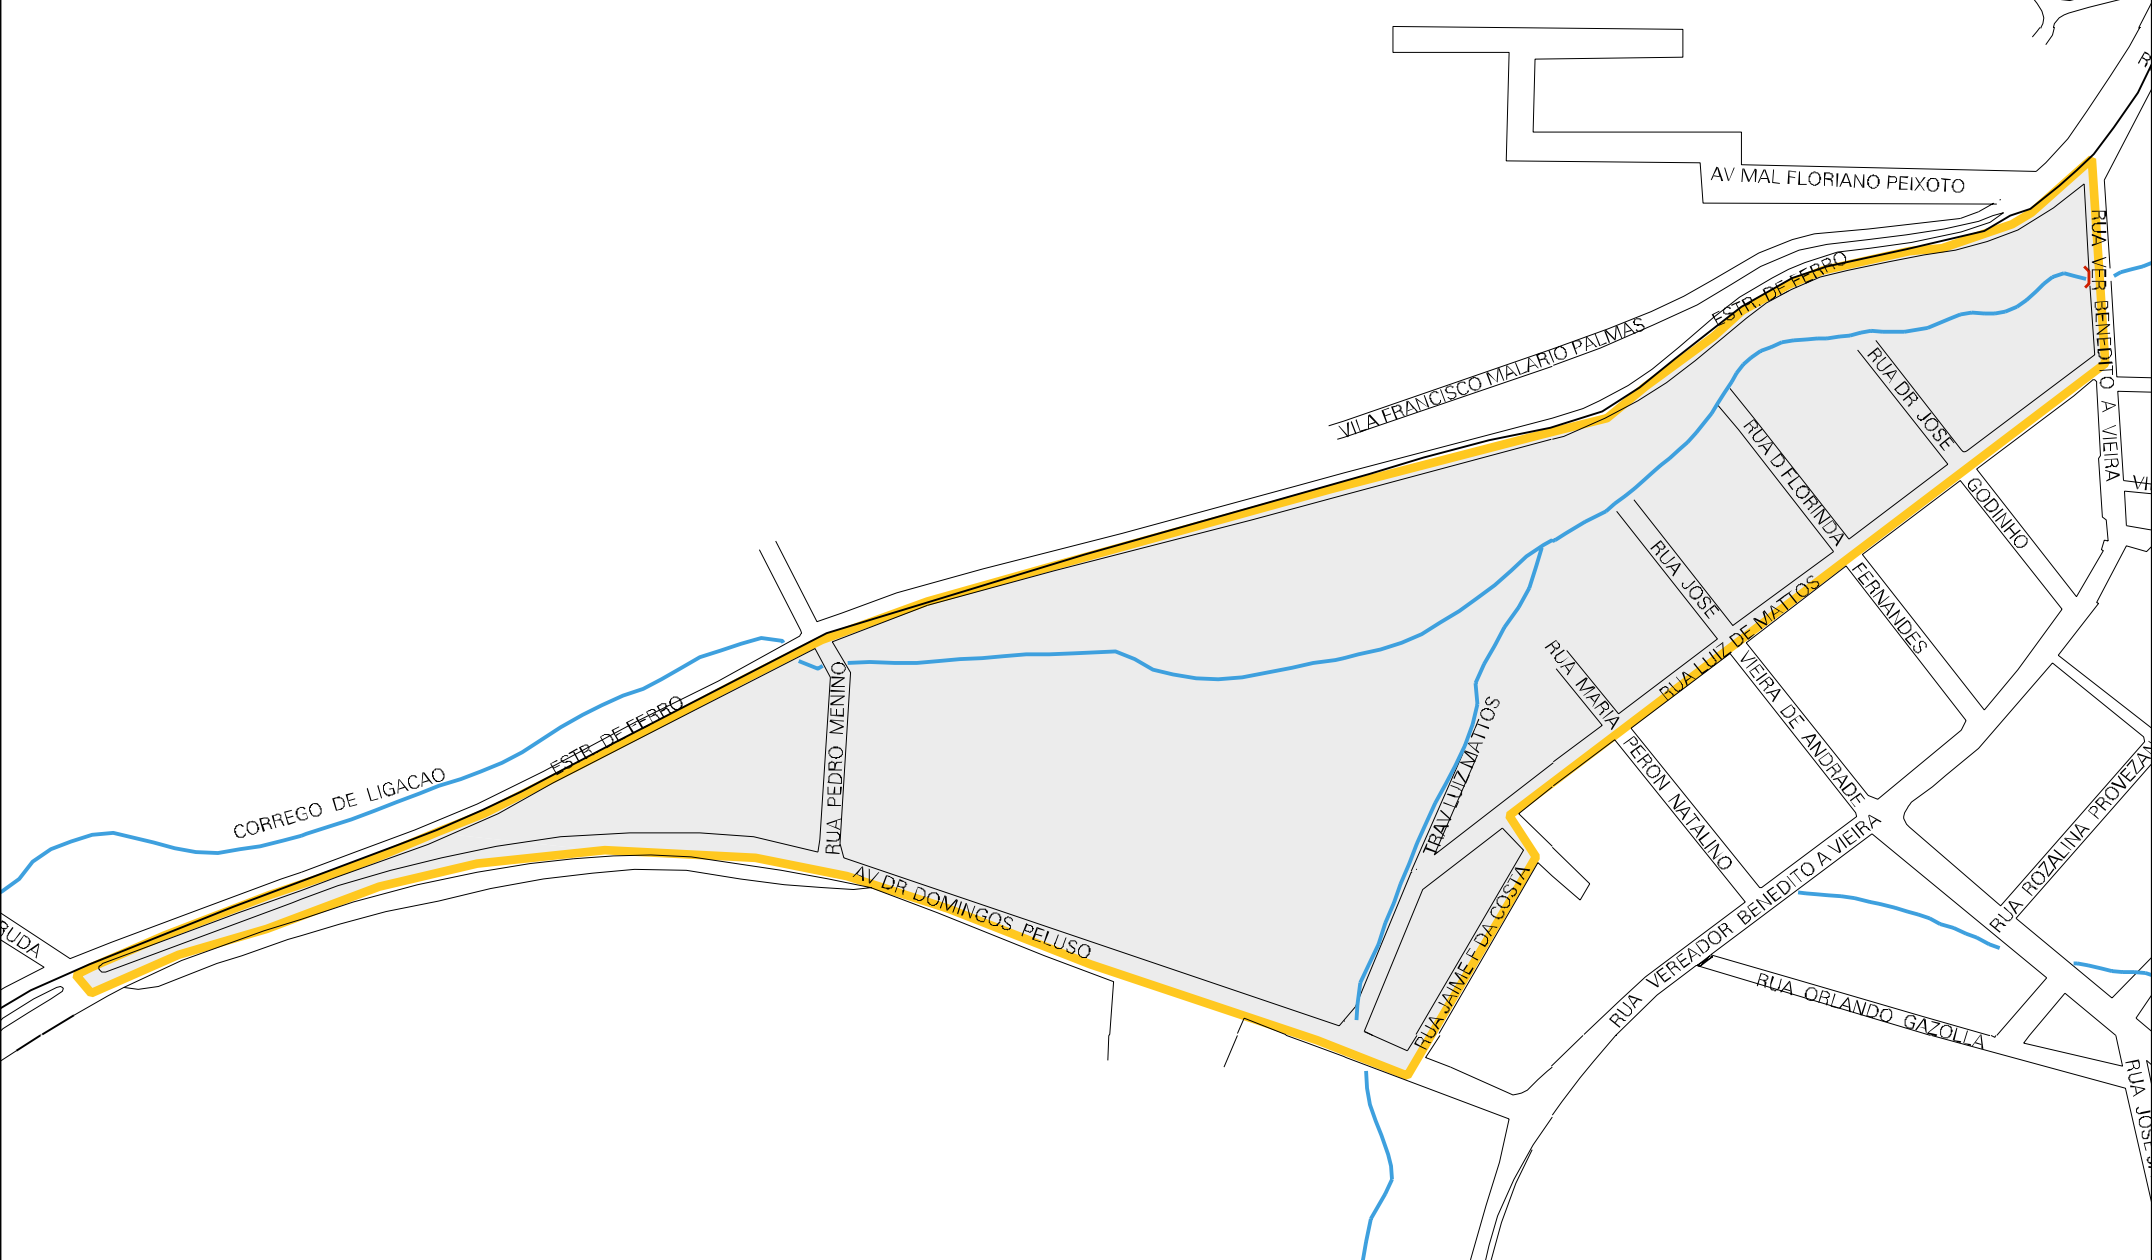 AV MAL FLORIANO PEIXOTO
RUA VER BENEDITO A VIEIRA
ESTR. DE FERRO
VILA FRANCISCO MALARIO PALMAS
RUA DR JOSE
GODINHO
RUA D FLORINDA
FERNANDES
RUA JOSE
VIEIRA DE ANDRADE
RUA LUIZ DE MATTOS
RUA MARIA
PERON NATALINO
TRAV LUIZ MATTOS
RUA PEDRO MENINO
ESTR. DE FERRO
CORREGO DE LIGACAO
AV DR DOMINGOS PELUSO
RUA JAIME F DA COSTA
RUA VEREADOR BENEDITO A VIEIRA
RUA ROZALINA PROVEZAN
RUA ORLANDO GAZOLLA
RUA JOSE
RUDA